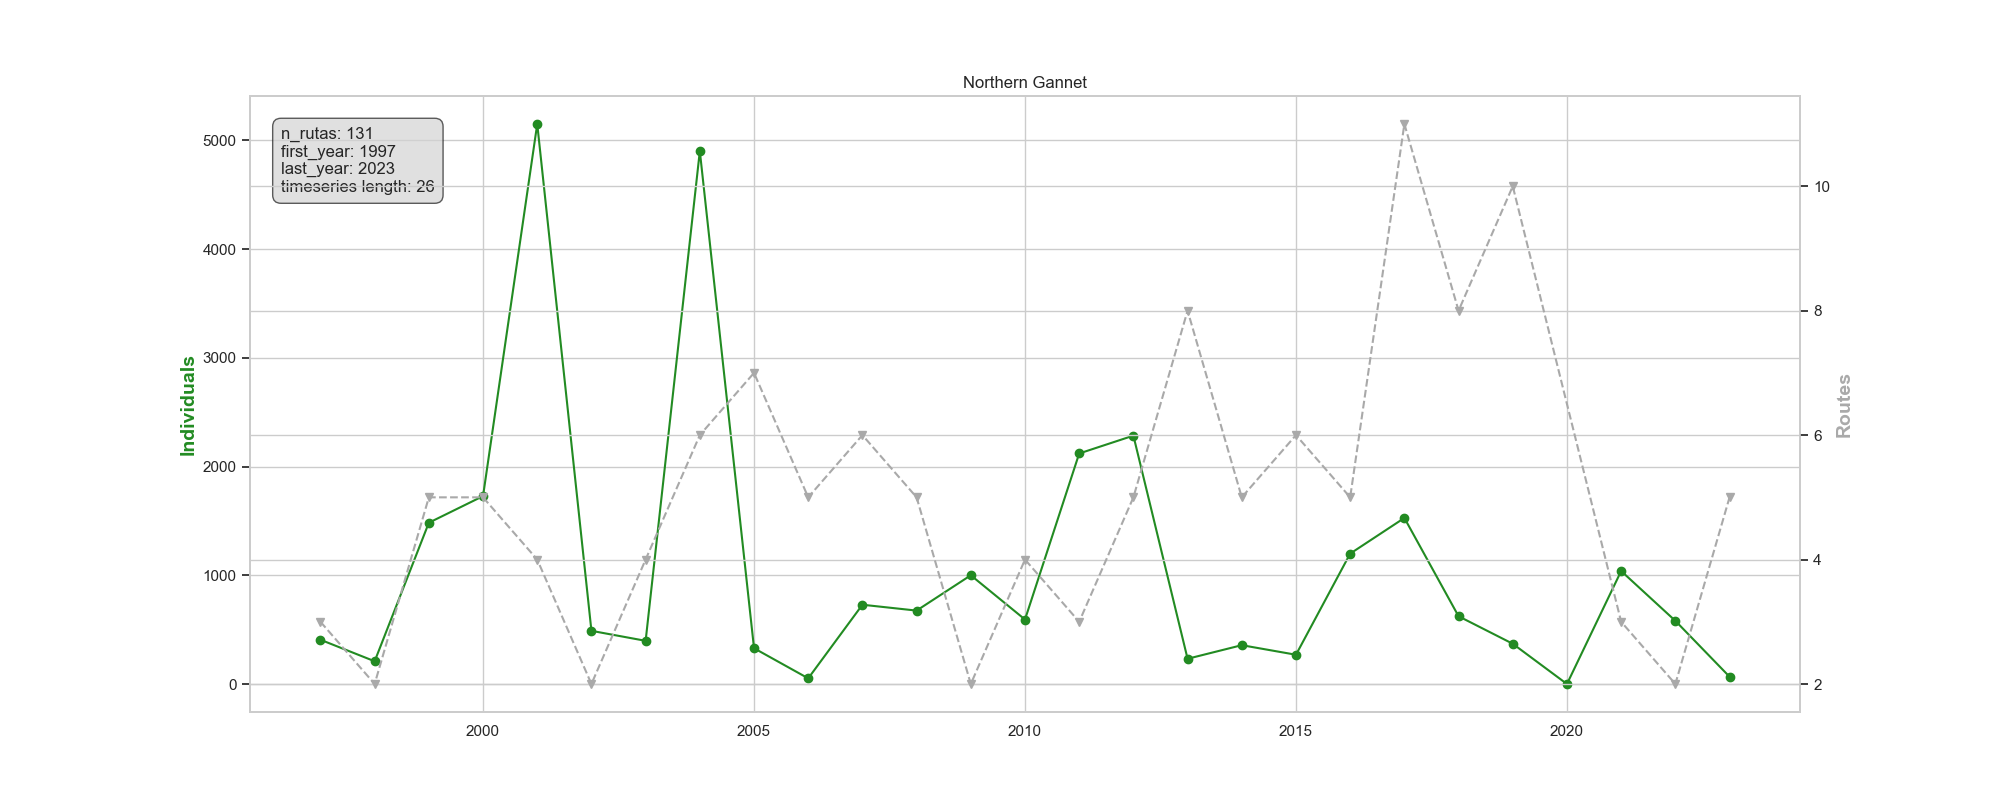 Northern Gannet
n_rutas: 131
first_year: 1997
last_year: 2023
timeseries length: 26
5000
4000
3000
2000
1000
0
Individuals
10
8
6
4
2
Routes
2000
2005
2010
2015
2020